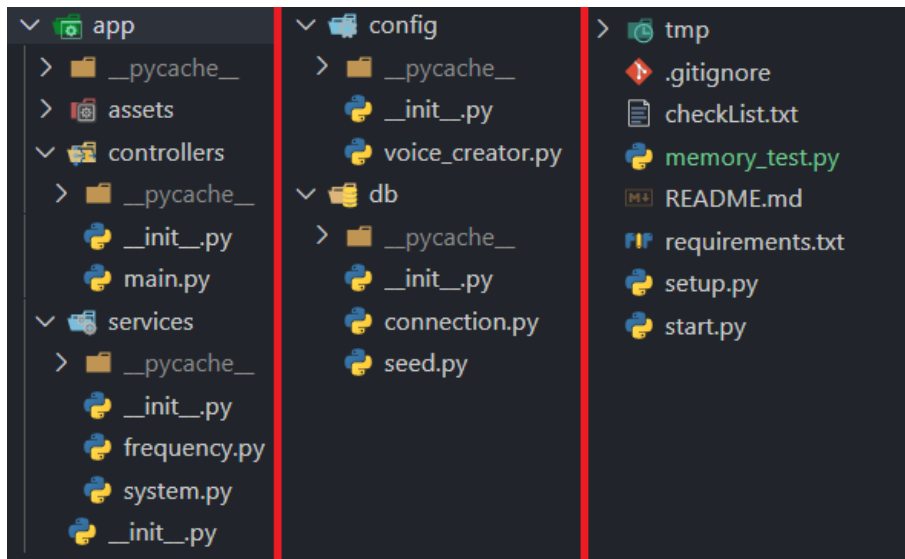 app
__pycache__
assets
controllers
__pycache__
__init__.py
main.py
services
__pycache__
__init__.py
frequency.py
system.py
__init__.py
config
__pycache__
__init__.py
voice_creator.py
db
__pycache__
__init__.py
connection.py
seed.py
tmp
.gitignore
checkList.txt
memory_test.py
README.md
requirements.txt
setup.py
start.py